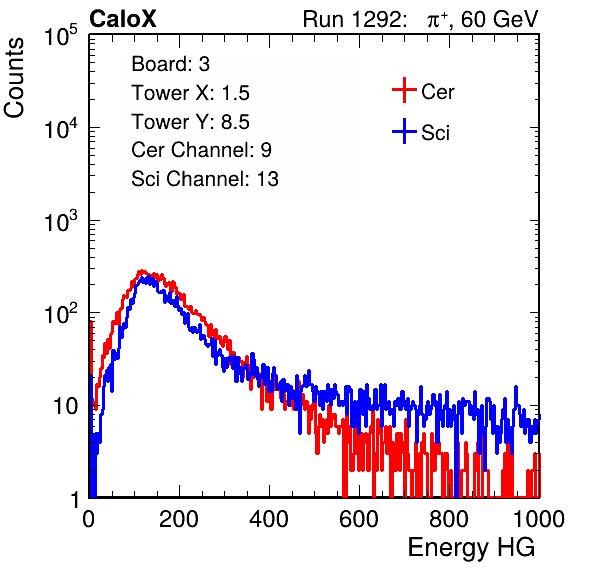 CaloX Run 1292: π⁺, 60 GeV
Counts
10⁵
10⁴
10³
10²
10
1
Board: 3
Tower X: 1.5
Tower Y: 8.5
Cer Channel: 9
Sci Channel: 13
Cer
Sci
0 200 400 600 800 1000
Energy HG